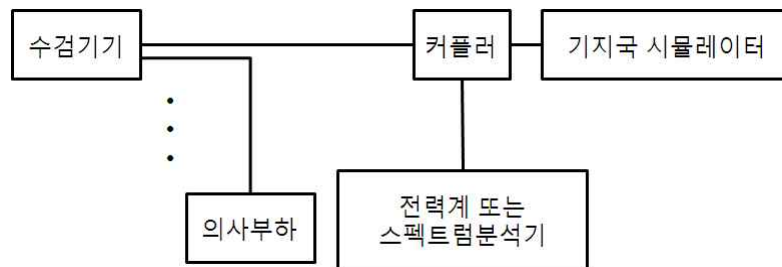 수검기기
커플러
기지국 시뮬레이터
의사부하
전력계 또는
스펙트럼분석기